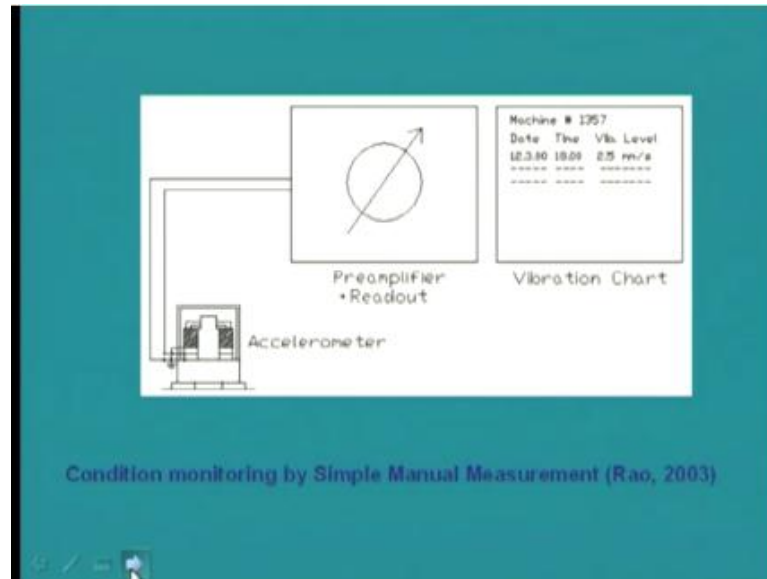 Machine # 1357
Date Time Vib. Level
12.3.00 18.00 2.5 mm/s
Preamplifier
+Readout
Vibration Chart
Accelerometer
Condition monitoring by Simple Manual Measurement (Rao, 2003)